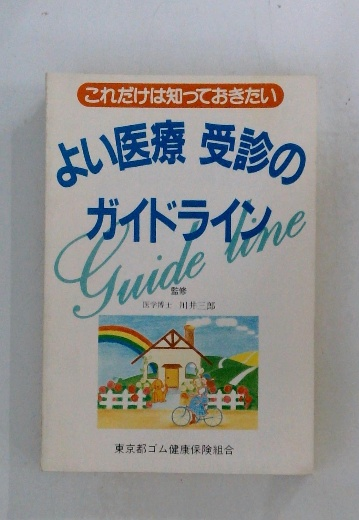 これだけは知っておきたい
よい医療 受診の
ガイドライン
Guide line
監修
医学博士 川井三郎
東京都ゴム健康保険組合